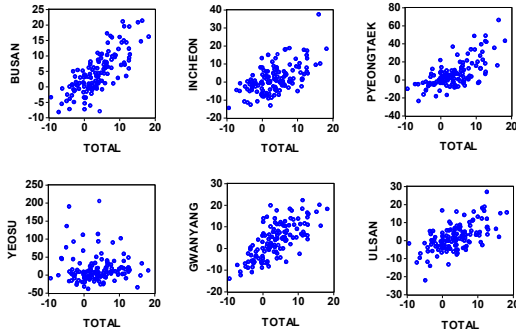 25
20
15
10
5
0
-5
-10
BUSAN
-10 0 10 20
TOTAL
40
30
20
10
0
-10
-20
INCHEON
-10 0 10 20
TOTAL
80
60
40
20
0
-20
-40
PYEONGTAEK
-10 0 10 20
TOTAL
250
200
150
100
50
0
-50
YEOSU
-10 0 10 20
TOTAL
30
20
10
0
-10
-20
GWANYANG
-10 0 10 20
TOTAL
30
20
10
0
-10
-20
-30
ULSAN
-10 0 10 20
TOTAL